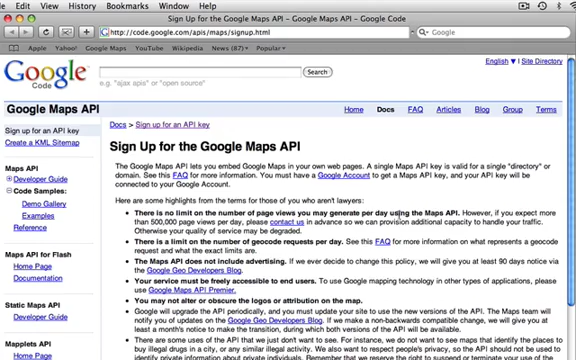 Edit View History Bookmarks Window Help
Sign Up for the Google Maps API - Google Maps API - Google Code
http://code.google.com/apis/maps/signup.html
Google
Apple Yahoo! Google Maps YouTube Wikipedia News (87) Popular
English | Site Directory
Google Code
Search
e.g. "ajax apis" or "open source"
Google Maps API
Home Docs FAQ Articles Blog Group Terms
Sign up for an API key
Create a KML Sitemap
Maps API
Developer Guide
Code Samples:
Demo Gallery
Examples
Reference
Maps API for Flash
Home Page
Documentation
Static Maps API
Developer Guide
Mapplets API
Home Page
Docs > Sign up for an API key
Sign Up for the Google Maps API
The Google Maps API lets you embed Google Maps in your own web pages. A single Maps API key is valid for a single "directory" or
domain. See this FAQ for more information. You must have a Google Account to get a Maps API key, and your API key will be
connected to your Google Account.
Here are some highlights from the terms for those of you who aren't lawyers:
There is no limit on the number of page views you may generate per day using the Maps API. However, if you expect more
than 500,000 page views per day, please contact us in advance so we can provision additional capacity to handle your traffic.
Otherwise your quality of service may be degraded.
There is a limit on the number of geocode requests per day. See this FAQ for more information on what represents a geocode
request and what the exact limits are.
The Maps API does not include advertising. If we ever decide to change this policy, we will give you at least 90 days notice via
the Google Geo Developers Blog.
Your service must be freely accessible to end users. To use Google mapping technology in other types of applications, please
use Google Maps API Premier.
You may not alter or obscure the logos or attribution on the map.
Google will upgrade the API periodically, and you must update your site to use the new versions of the API. The Maps team will
notify you of updates on the Google Geo Developers Blog. If we make a non-backwards compatible change, we will give you at
least a month's notice to make the transition, during which both versions of the API will be available.
There are some uses of the API that we just don't want to see. For instance, we do not want to see maps that identify the places to
buy illegal drugs in a city, or any similar illegal activity. We also want to respect people's privacy, so the API should not be used to
identify private information about private individuals. Remember that we reserve the right to suspend or terminate your use of the